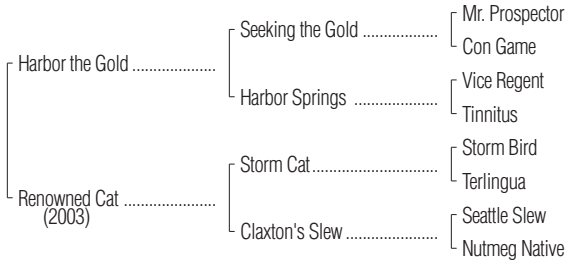 Mr. Prospector
Seeking the Gold ..................
Con Game
Harbor the Gold ....................
Vice Regent
Harbor Springs ....................
Tinnitus
Storm Bird
Storm Cat..............................
Terlingua
Renowned Cat ......................
(2003)
Seattle Slew
Claxton's Slew ......................
Nutmeg Native